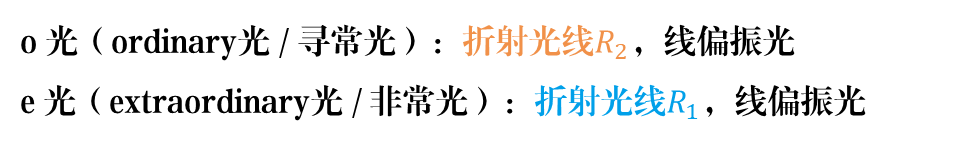 o 光（ordinary光 / 寻常光）：折射光线R₂，线偏振光
e 光（extraordinary光 / 非常光）：折射光线R₁，线偏振光